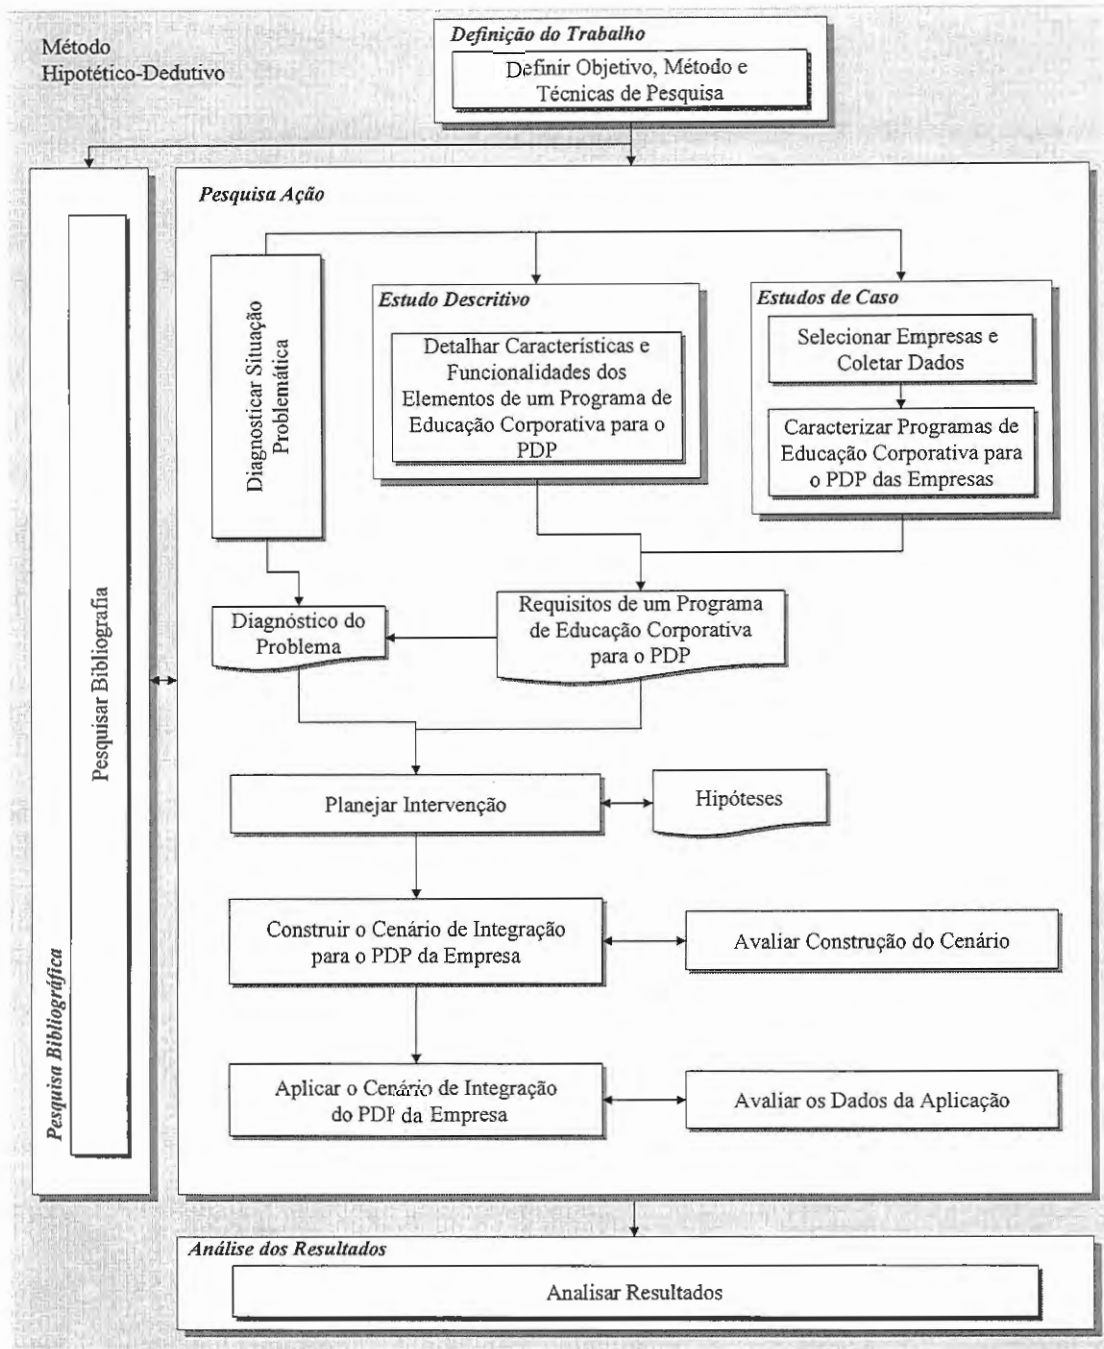 Método
Hipotético-Dedutivo
Definição do Trabalho
Definir Objetivo, Método e
Técnicas de Pesquisa
Pesquisa Bibliográfica
Pesquisar Bibliografia
Pesquisa Ação
Diagnosticar Situação
Problemática
Estudo Descritivo
Detalhar Características e
Funcionalidades dos
Elementos de um Programa de
Educação Corporativa para o
PDP
Estudos de Caso
Selecionar Empresas e
Coletar Dados
Caracterizar Programas de
Educação Corporativa para
o PDP das Empresas
Diagnóstico do
Problema
Requisitos de um Programa
de Educação Corporativa
para o PDP
Planejar Intervenção
Hipóteses
Construir o Cenário de Integração
para o PDP da Empresa
Avaliar Construção do Cenário
Aplicar o Cenário de Integração
do PDP da Empresa
Avaliar os Dados da Aplicação
Análise dos Resultados
Analisar Resultados